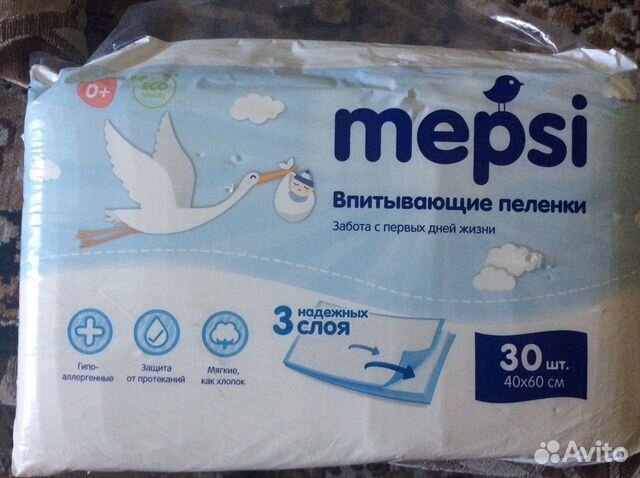 0+
ECO
mepsi
Впитывающие пеленки
Забота с первых дней жизни
3 надежных
слоя
Гипо-
аллергенные
Защита
от протеканий
Мягкие,
как хлопок
30 шт.
40x60 см
Avito